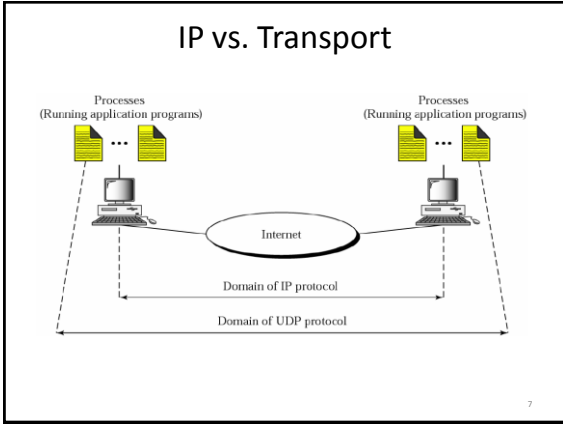 IP vs. Transport
Processes
(Running application programs)
Processes
(Running application programs)
Internet
Domain of IP protocol
Domain of UDP protocol
7